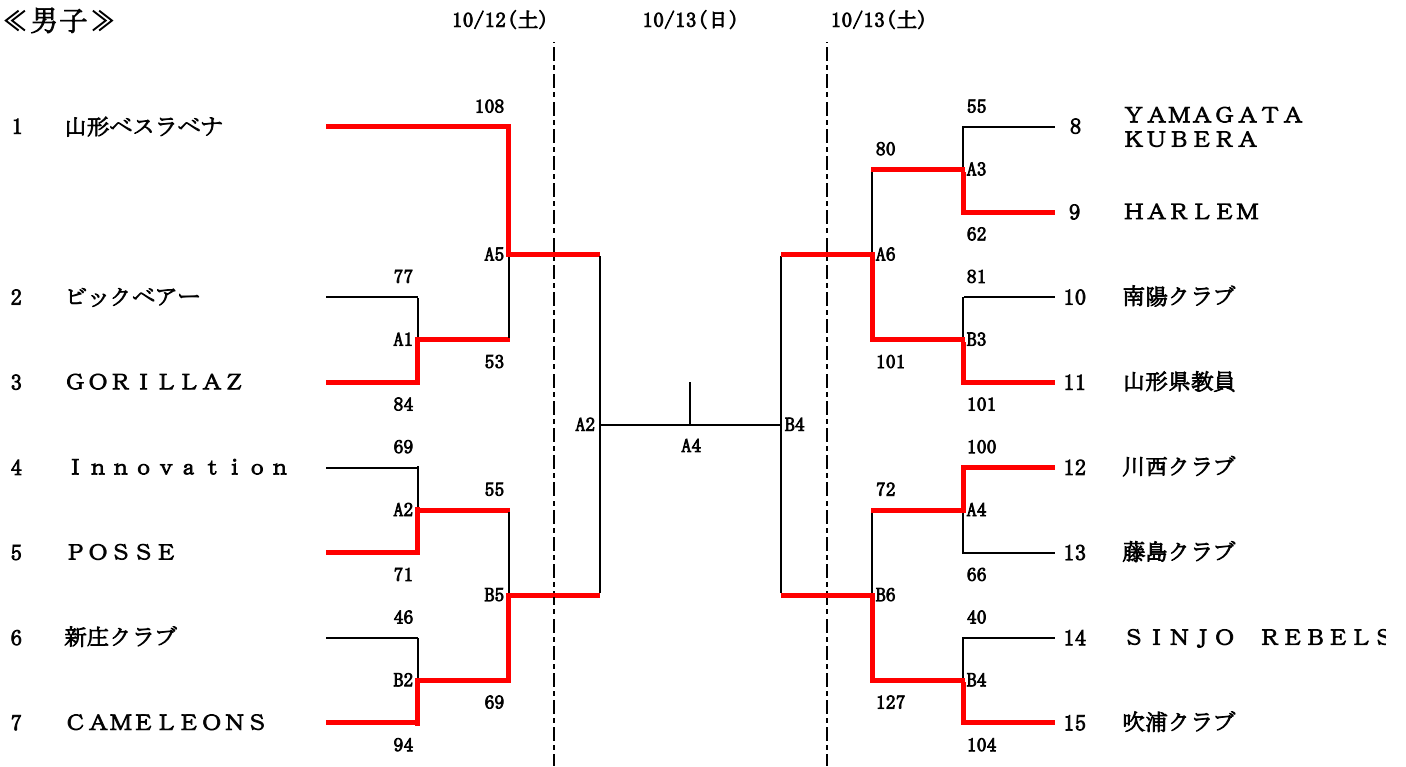 ≪男子≫
10/12(土)
10/13(日)
10/13(土)
1 山形ベスラベナ
108
A5
2 ビックベアー
77
A1
53
3 GORILLAZ
84
4 Innovation
69
55
A2
5 POSSE
71
B5
6 新庄クラブ
46
B2
69
7 CAMELEONS
94
A2
A4
B4
55
8 YAMAGATA
KUBERA
80
A3
9 HARLEM
62
A6
81
10 南陽クラブ
B3
101
11 山形県教員
101
100
12 川西クラブ
72
A4
13 藤島クラブ
66
B6
40
14 SINJO REBELS
B4
127
15 吹浦クラブ
104